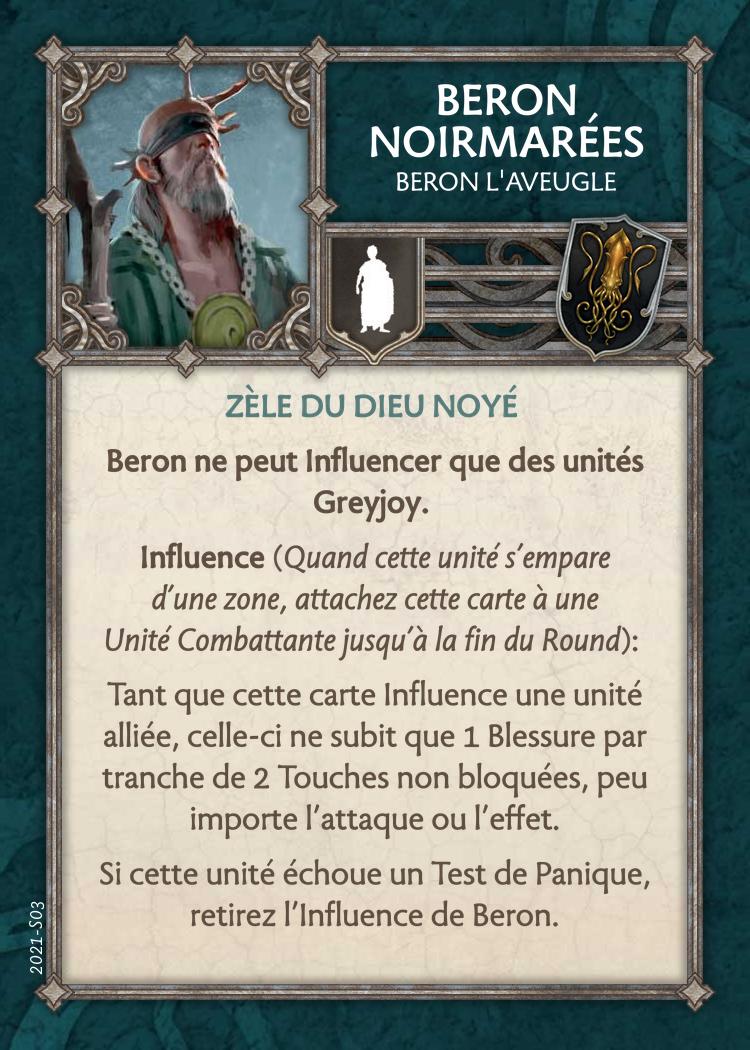 BERON
NOIRMARÉES
BERON L'AVEUGLE
ZÈLE DU DIEU NOYÉ
Beron ne peut Influencer que des unités
Greyjoy.
Influence (Quand cette unité s'empare
d'une zone, attachez cette carte à une
Unité Combattante jusqu'à la fin du Round):
Tant que cette carte Influence une unité
alliée, celle-ci ne subit que 1 Blessure par
tranche de 2 Touches non bloquées, peu
importe l'attaque ou l'effet.
Si cette unité échoue un Test de Panique,
retirez l'Influence de Beron.
2021-S03